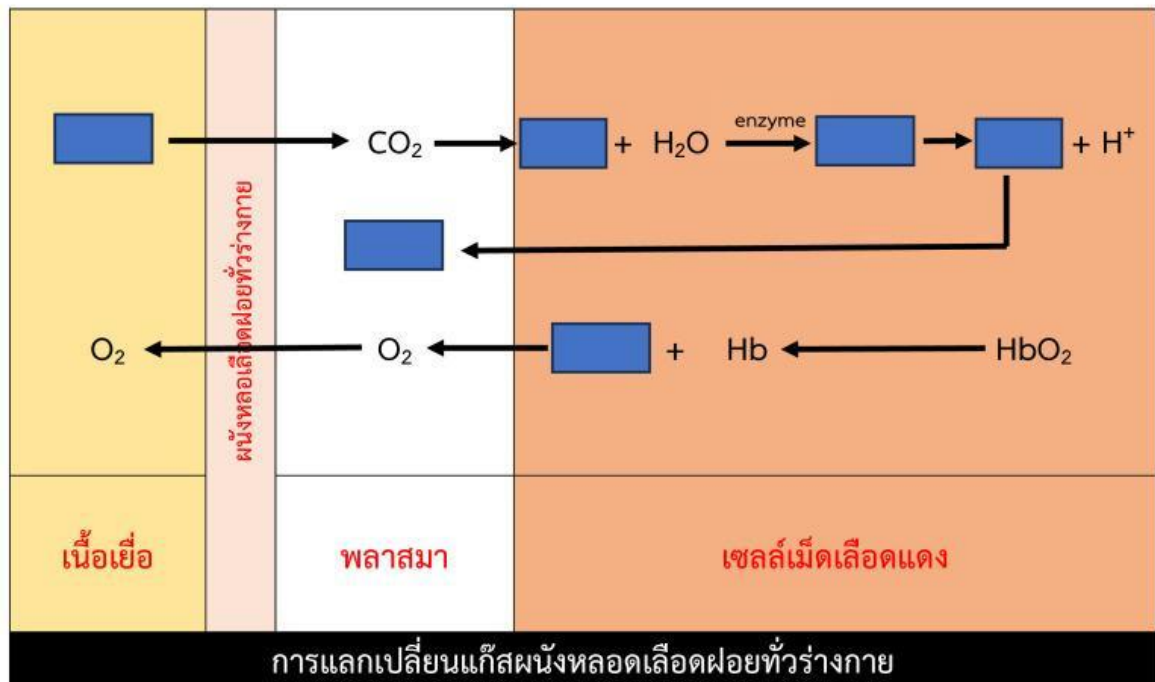 enzyme
CO₂ + H₂O + H⁺
ผนังหลอเลือดฝอยทั่วร่างกาย
O₂ O₂ + Hb HbO₂
เนื้อเยื่อ พลาสมา เซลล์เม็ดเลือดแดง
การแลกเปลี่ยนแก๊สผนังหลอดเลือดฝอยทั่วร่างกาย